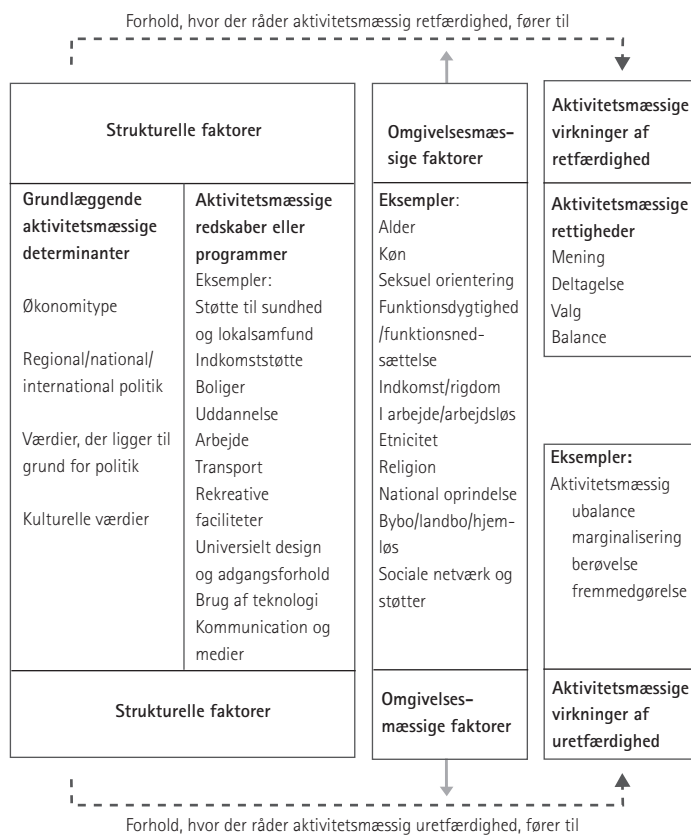 Forhold, hvor der råder aktivitetsmæssig retfærdighed, fører til
Strukturelle faktorer
Grundlæggende
aktivitetsmæssige
determinanter
Økonomitype
Regional/national/
international politik
Værdier, der ligger til
grund for politik
Kulturelle værdier
Aktivitetsmæssige
redskaber eller
programmer
Eksempler:
Støtte til sundhed
og lokalsamfund
Indkomststøtte
Boliger
Uddannelse
Arbejde
Transport
Rekreative
faciliteter
Universielt design
og adgangsforhold
Brug af teknologi
Kommunication og
medier
Strukturelle faktorer
Omgivelsesmæs-
sige faktorer
Eksempler:
Alder
Køn
Seksuel orientering
Funktionsdygtighed
/funktionsned-
sættelse
Indkomst/rigdom
I arbejde/arbejdsløs
Etnicitet
Religion
National oprindelse
Bybo/landbo/hjem-
løs
Sociale netværk og
støtter
Omgivelses-
mæssige faktorer
Aktivitetsmæssige
virkninger af
retfærdighed
Aktivitetsmæssige
rettigheder
Mening
Deltagelse
Valg
Balance
Eksempler:
Aktivitetsmæssig
ubalance
marginalisering
berøvelse
fremmedgørelse
Aktivitetsmæssige
virkninger af
uretfærdighed
Forhold, hvor der råder aktivitetsmæssig uretfærdighed, fører til